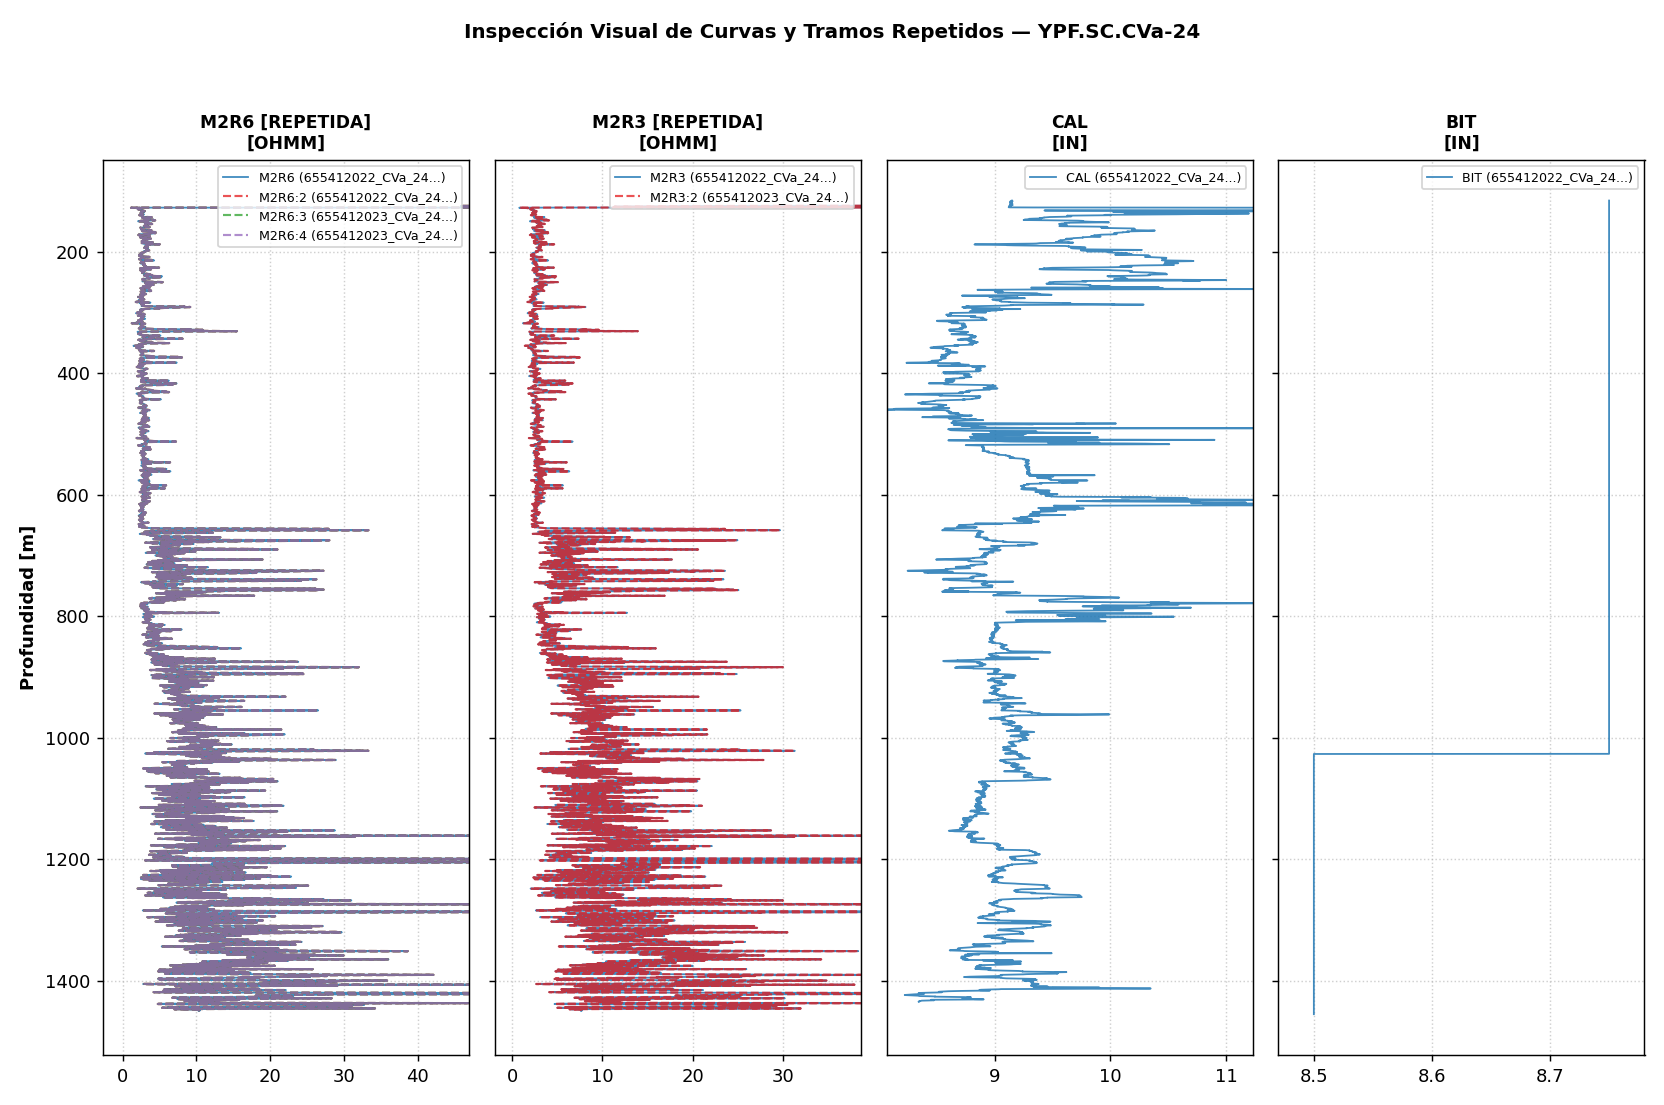 Inspección Visual de Curvas y Tramos Repetidos — YPF.SC.CVa-24
M2R6 [REPETIDA]
[OHMM]
M2R3 [REPETIDA]
[OHMM]
CAL
[IN]
BIT
[IN]
M2R6 (655412022_CVa_24...)
M2R6:2 (655412022_CVa_24...)
M2R6:3 (655412023_CVa_24...)
M2R6:4 (655412023_CVa_24...)
M2R3 (655412022_CVa_24...)
M2R3:2 (655412023_CVa_24...)
CAL (655412022_CVa_24...)
BIT (655412022_CVa_24...)
Profundidad [m]
200
400
600
800
1000
1200
1400
0 10 20 30 40
0 10 20 30
9 10 11
8.5 8.6 8.7